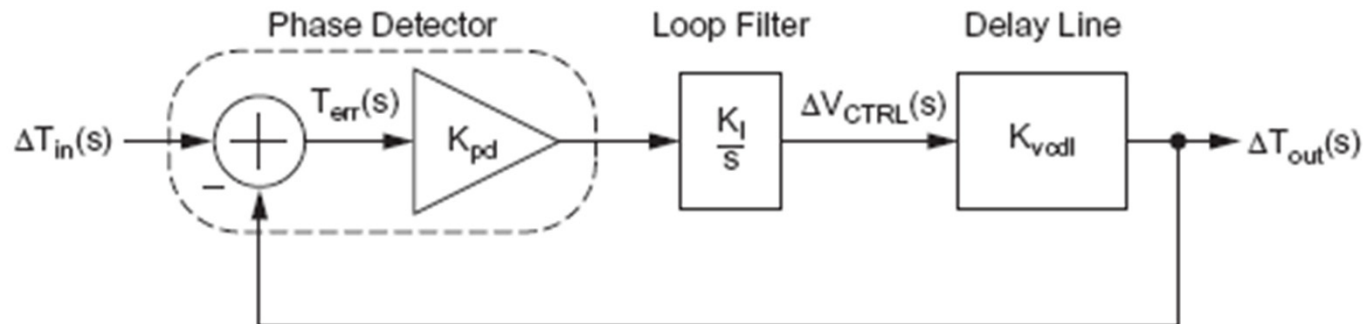 Phase Detector
Loop Filter
Delay Line
ΔT_in(s)
−
+
T_err(s)
K_pd
K_I
s
ΔV_CTRL(s)
K_vcdl
ΔT_out(s)